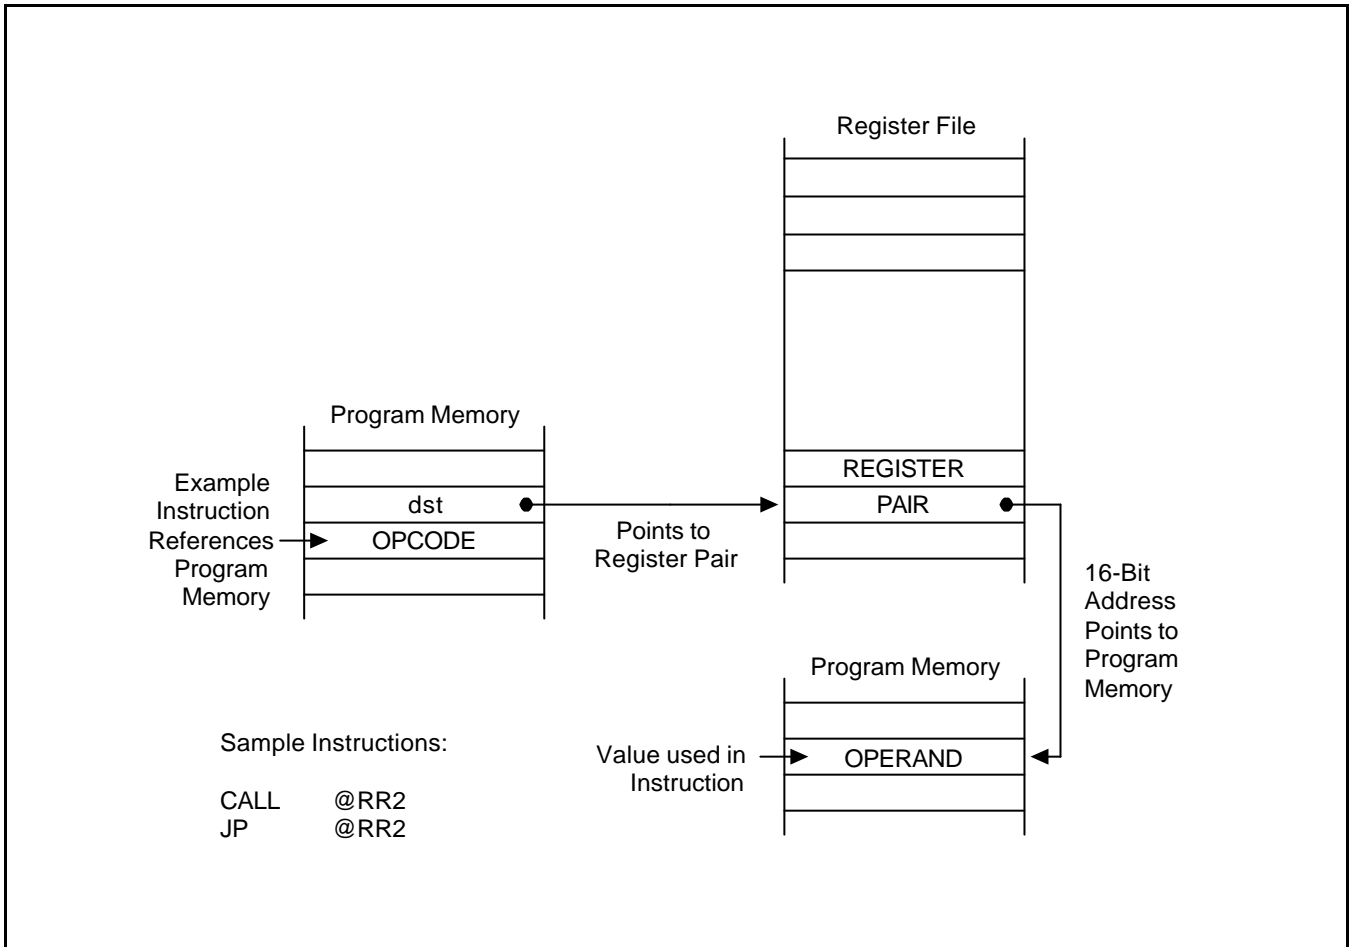 Register File
Program Memory
REGISTER
PAIR
dst
OPCODE
Example
Instruction
References
Program
Memory
Points to
Register Pair
16-Bit
Address
Points to
Program
Memory
Program Memory
OPERAND
Value used in
Instruction
Sample Instructions:
CALL @RR2
JP @RR2